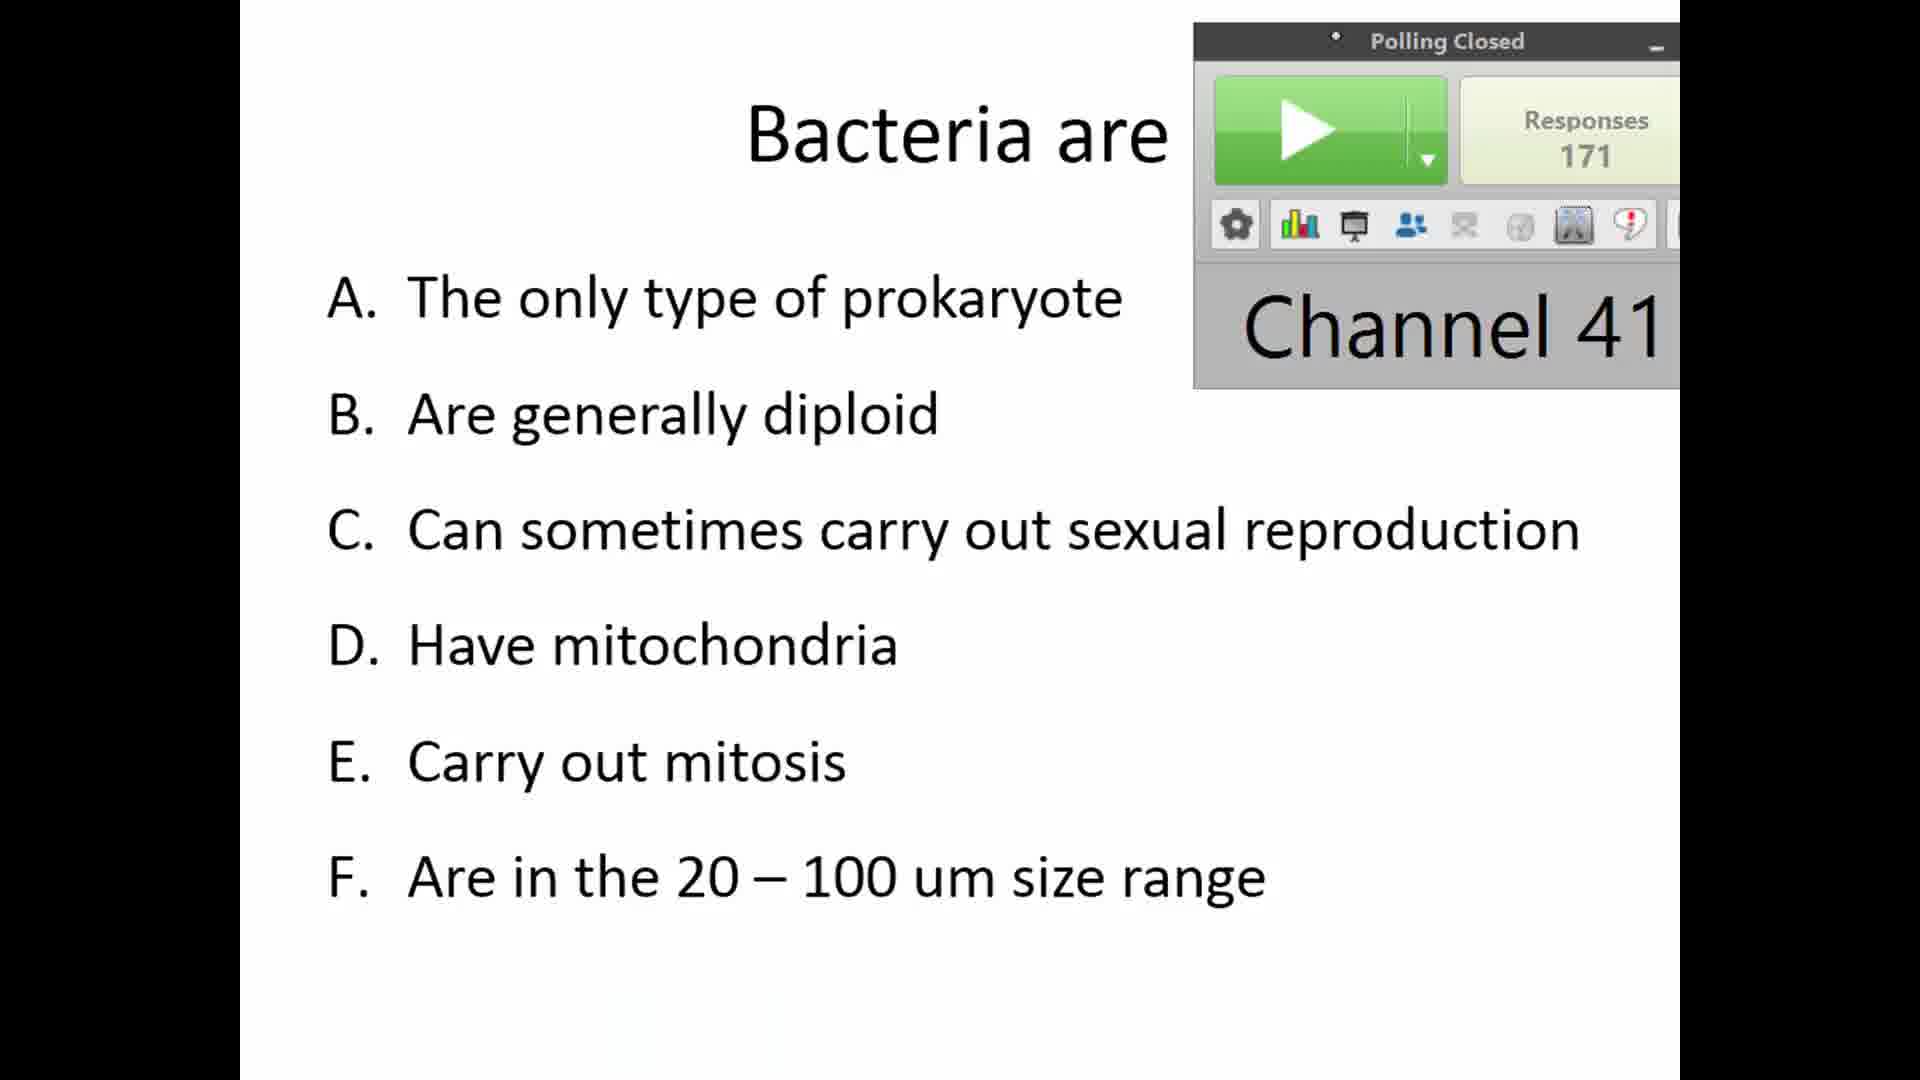 Polling Closed
Bacteria are
Responses
171
Channel 41
A. The only type of prokaryote
B. Are generally diploid
C. Can sometimes carry out sexual reproduction
D. Have mitochondria
E. Carry out mitosis
F. Are in the 20 – 100 um size range